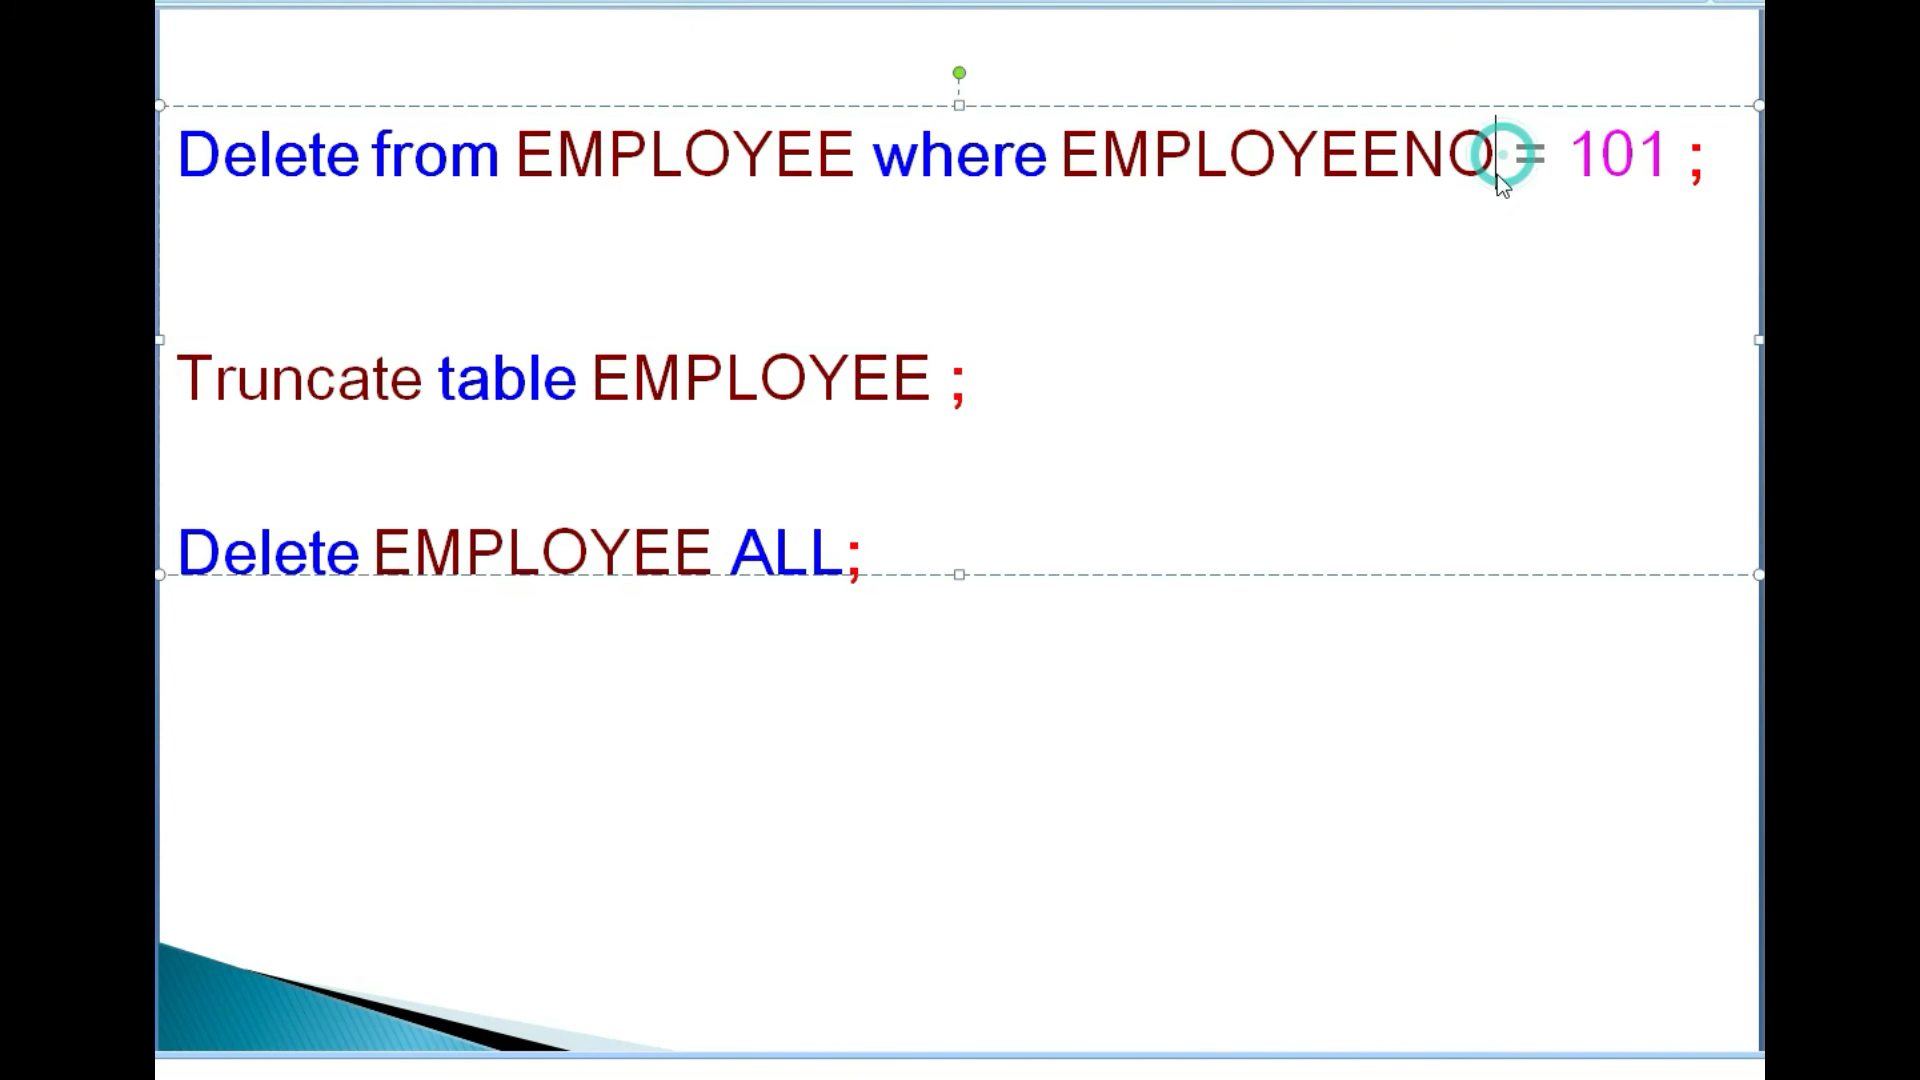 Delete from EMPLOYEE where EMPLOYEENO = 101 ;
Truncate table EMPLOYEE ;
Delete EMPLOYEE ALL;